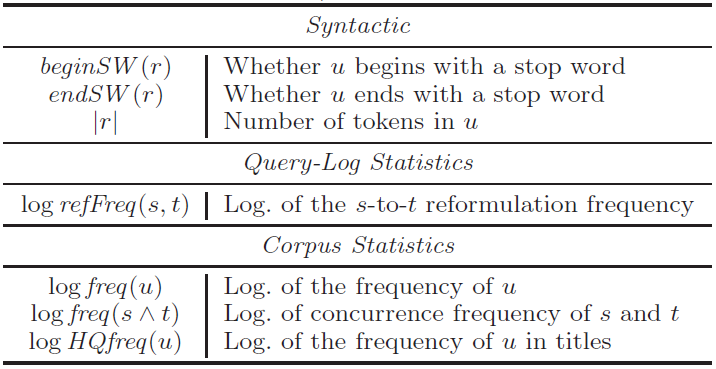 Syntactic
beginSW(r) Whether u begins with a stop word
endSW(r) Whether u ends with a stop word
|r| Number of tokens in u
Query-Log Statistics
log refFreq(s, t) Log. of the s-to-t reformulation frequency
Corpus Statistics
log freq(u) Log. of the frequency of u
log freq(s ∧ t) Log. of concurrence frequency of s and t
log HQfreq(u) Log. of the frequency of u in titles